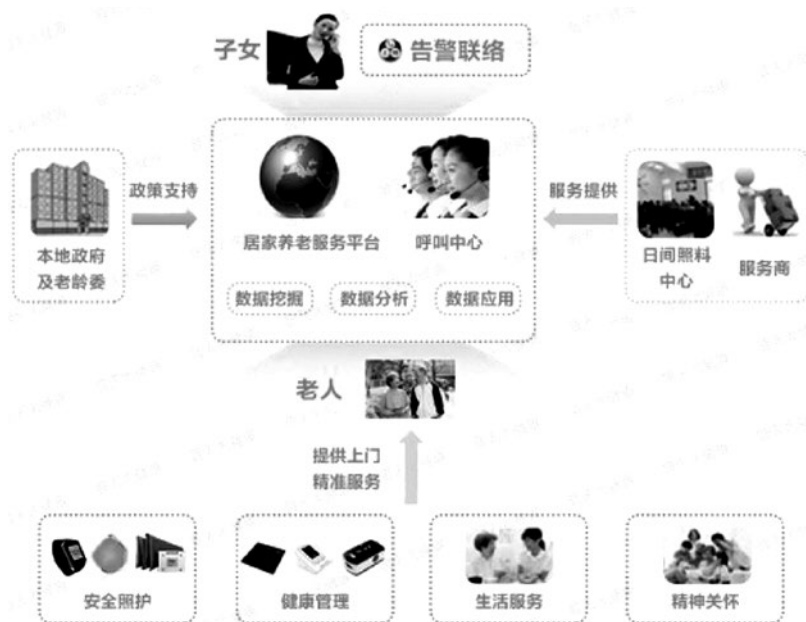 子女
告警联络
政策支持
服务提供
本地政府
及老龄委
居家养老服务平台
呼叫中心
日间照料
中心
服务商
数据挖掘
数据分析
数据应用
老人
提供上门
精准服务
安全照护
健康管理
生活服务
精神关怀